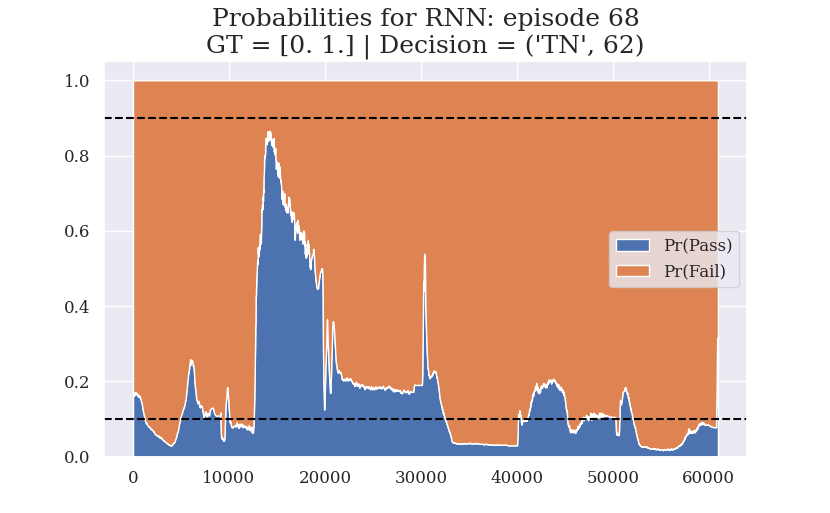 Probabilities for RNN: episode 68
GT = [0. 1.] | Decision = ('TN', 62)
1.0
0.8
0.6
0.4
0.2
0.0
Pr(Pass)
Pr(Fail)
0 10000 20000 30000 40000 50000 60000